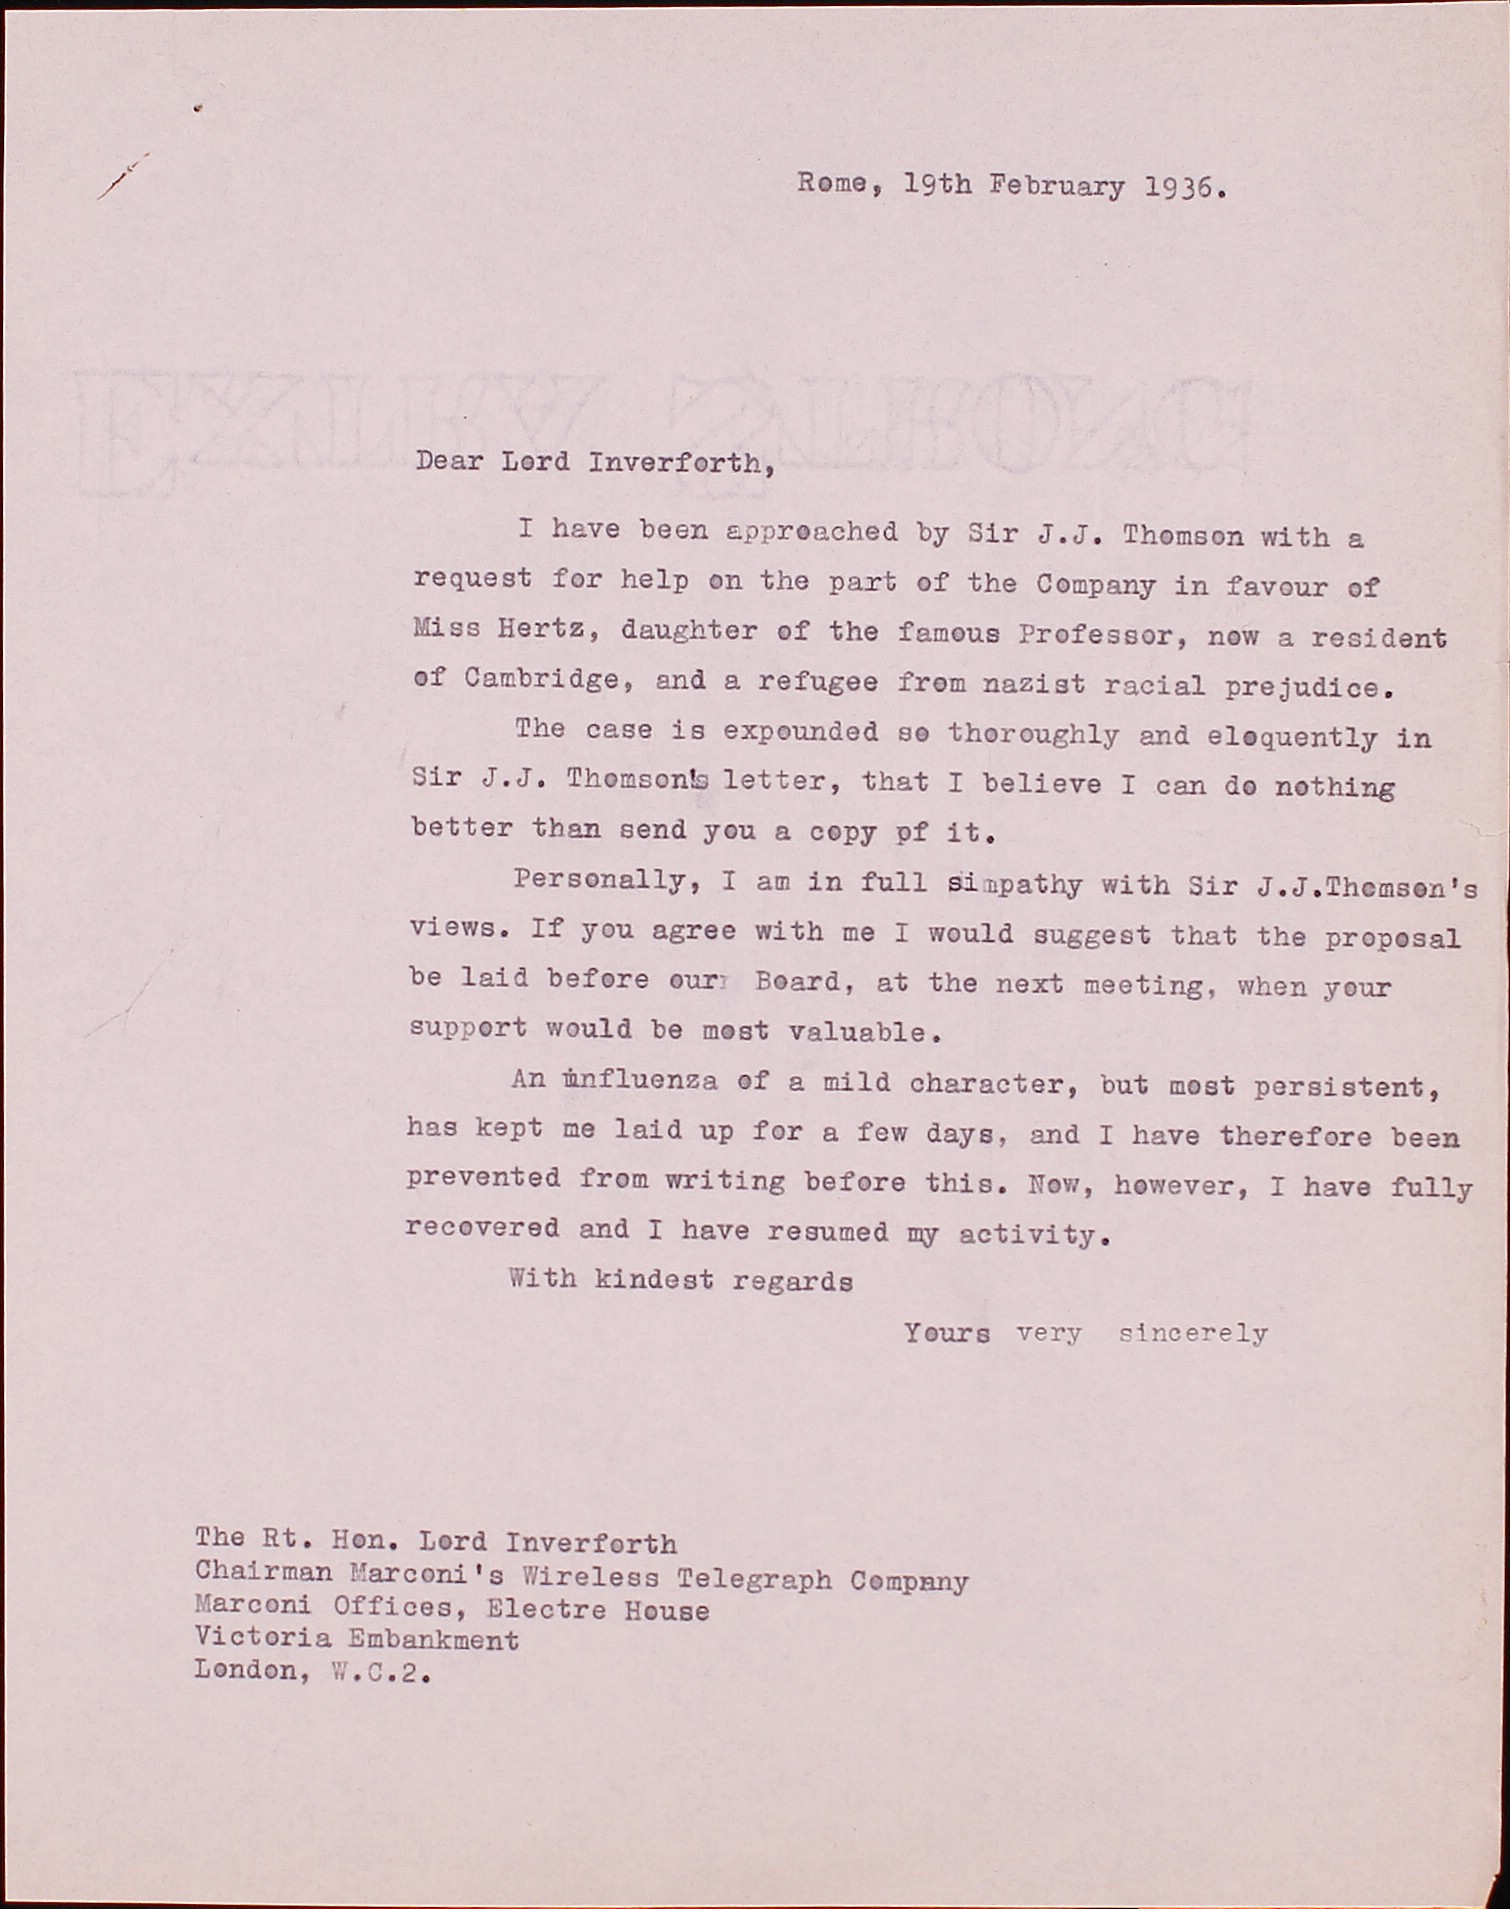 Rome, 19th February 1936.
EXTRA STRONG
Dear Lord Inverforth,
I have been approached by Sir J.J. Thomson with a
request for help on the part of the Company in favour of
Miss Hertz, daughter of the famous Professor, now a resident
of Cambridge, and a refugee from nazist racial prejudice.
The case is expounded so thoroughly and eloquently in
Sir J.J. Thomson's letter, that I believe I can do nothing
better than send you a copy pf it.
Personally, I am in full simpathy with Sir J.J.Thomson's
views. If you agree with me I would suggest that the proposal
be laid before our Board, at the next meeting, when your
support would be most valuable.
An influenza of a mild character, but most persistent,
has kept me laid up for a few days, and I have therefore been
prevented from writing before this. Now, however, I have fully
recovered and I have resumed my activity.
With kindest regards
Yours very sincerely
The Rt. Hon. Lord Inverforth
Chairman Marconi's Wireless Telegraph Company
Marconi Offices, Electre House
Victoria Embankment
London, W.C.2.